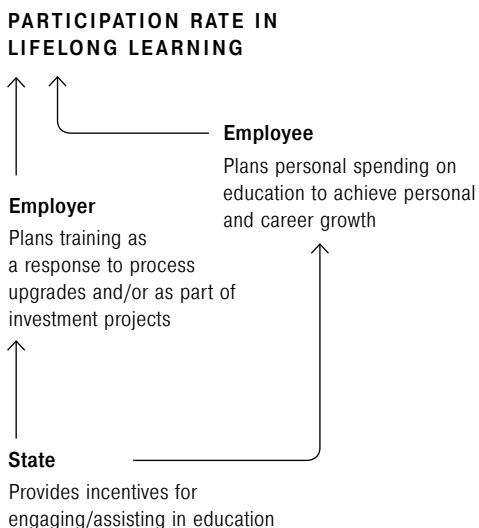 PARTICIPATION RATE IN
LIFELONG LEARNING
Employee
Plans personal spending on
education to achieve personal
and career growth
Employer
Plans training as
a response to process
upgrades and/or as part of
investment projects
State
Provides incentives for
engaging/assisting in education